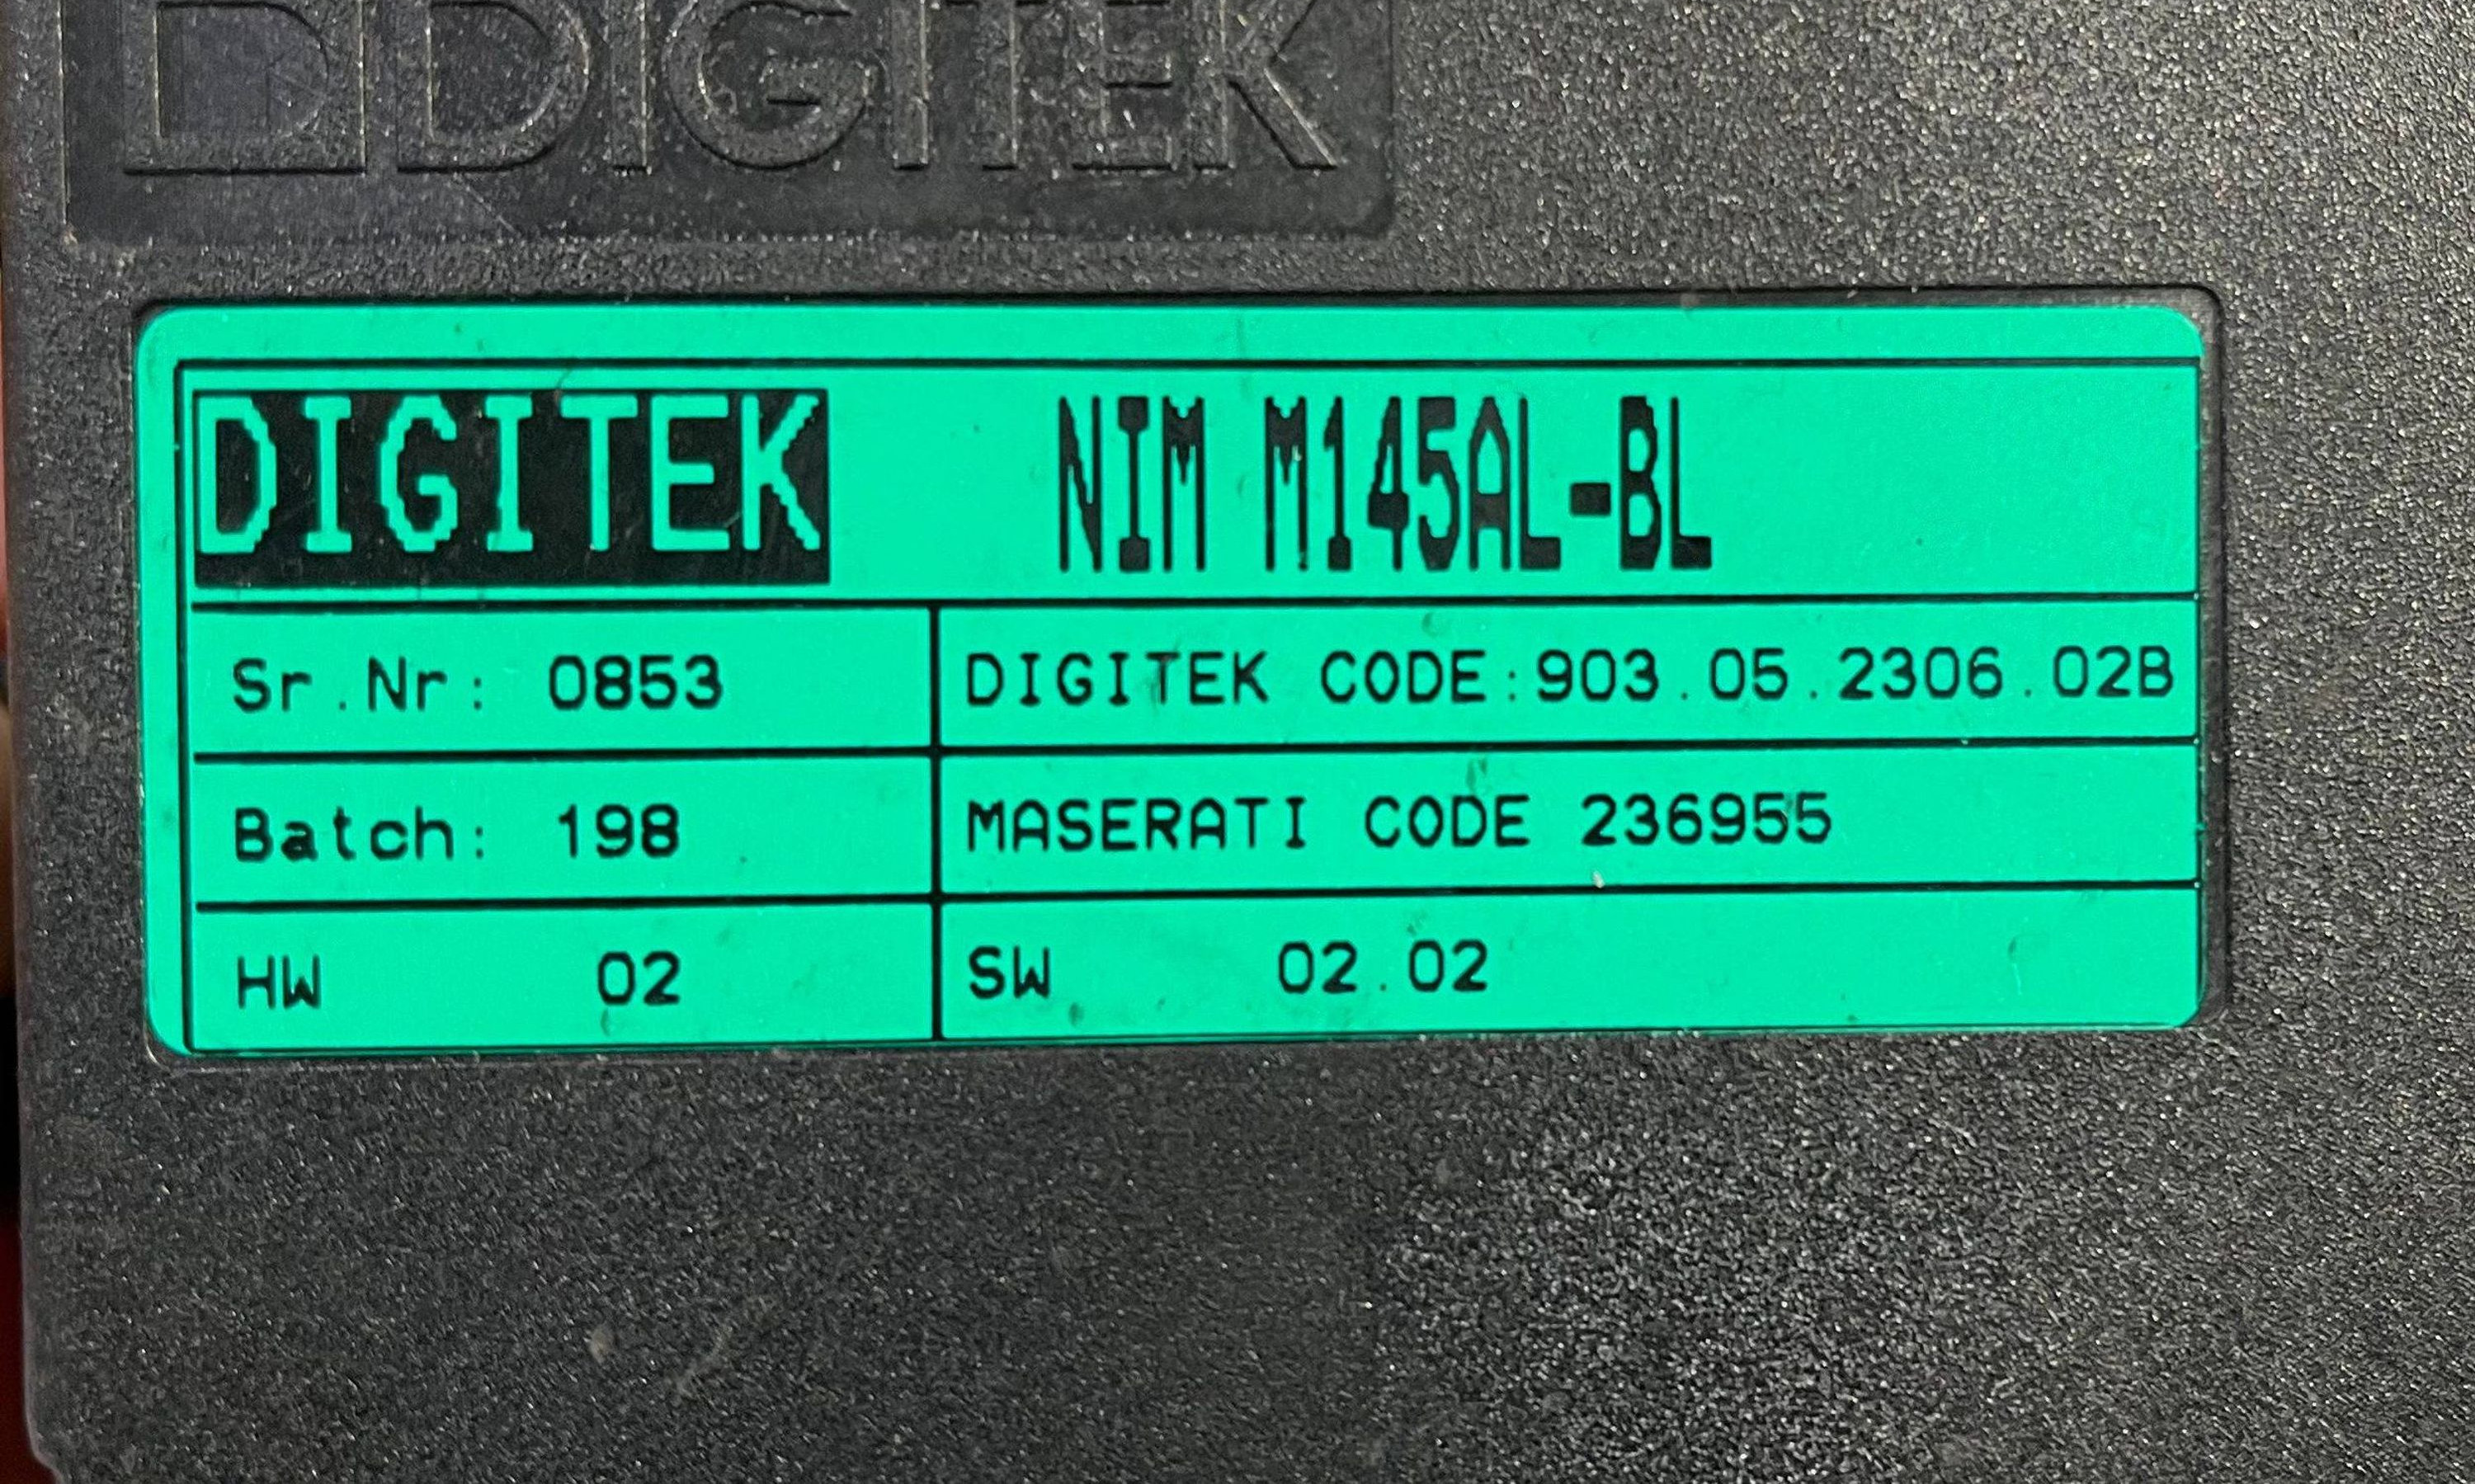 DIGITEK
DIGITEK NIM M145AL-BL
Sr.Nr: 0853 DIGITEK CODE:903.05.2306.02B
Batch: 198 MASERATI CODE 236955
HW 02 SW 02.02